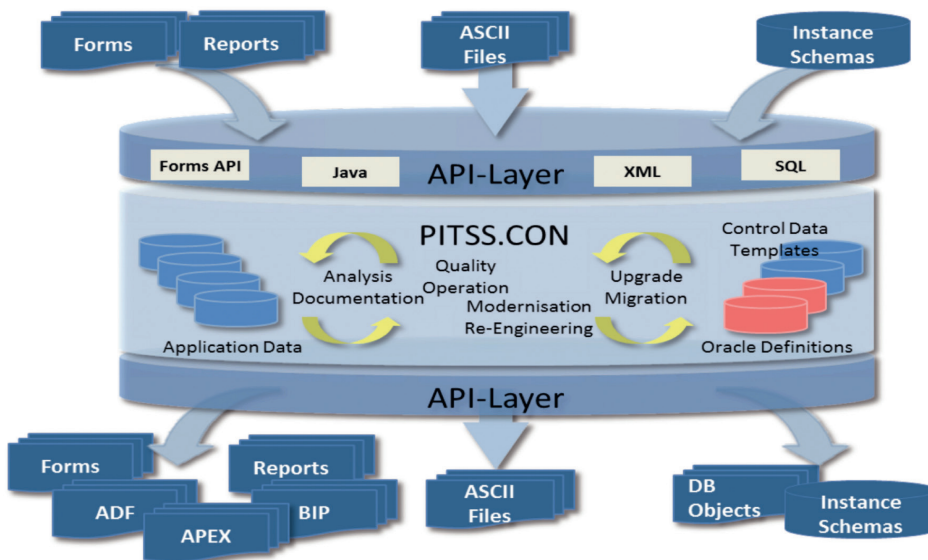 Forms
Reports
ASCII
Files
Instance
Schemas
Forms API
Java
API-Layer
XML
SQL
PITSS.CON
Control Data
Templates
Analysis
Documentation
Quality
Operation
Modernisation
Re-Engineering
Upgrade
Migration
Application Data
Oracle Definitions
API-Layer
Forms
Reports
ADF
BIP
APEX
ASCII
Files
DB
Objects
Instance
Schemas